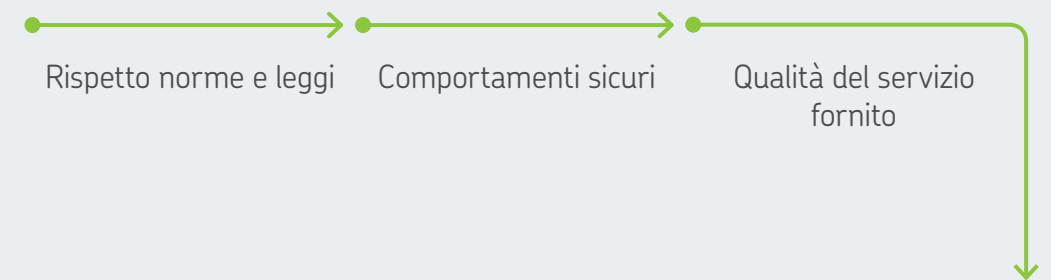 Rispetto norme e leggi
Comportamenti sicuri
Qualità del servizio
fornito